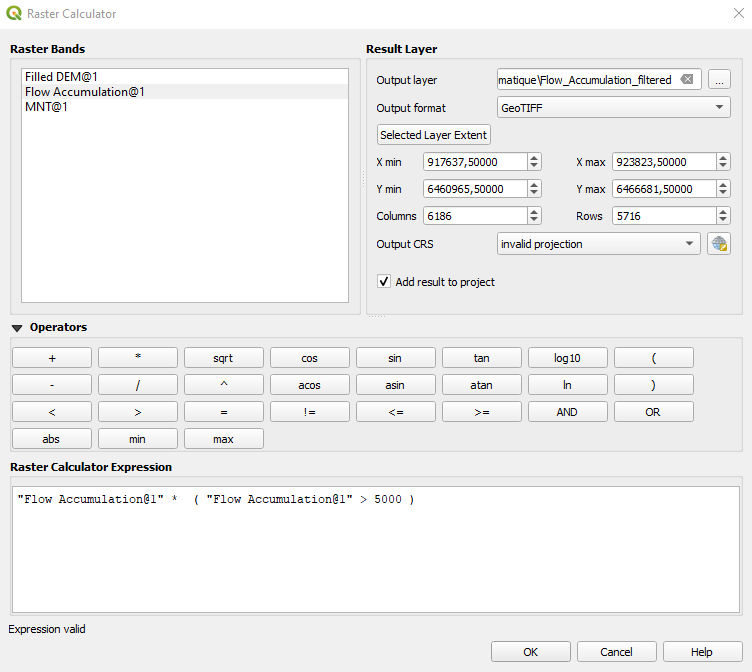 Raster Calculator
Raster Bands
Filled DEM@1
Flow Accumulation@1
MNT@1
Result Layer
Output layer matique\Flow_Accumulation_filtered ...
Output format GeoTIFF
Selected Layer Extent
X min 917637,50000 X max 923823,50000
Y min 6460965,50000 Y max 6466681,50000
Columns 6186 Rows 5716
Output CRS invalid projection
Add result to project
Operators
+ * sqrt cos sin tan log10 (
- / ^ acos asin atan ln )
< > = != <= >= AND OR
abs min max
Raster Calculator Expression
"Flow Accumulation@1" *  ( "Flow Accumulation@1" > 5000 )
Expression valid
OK Cancel Help